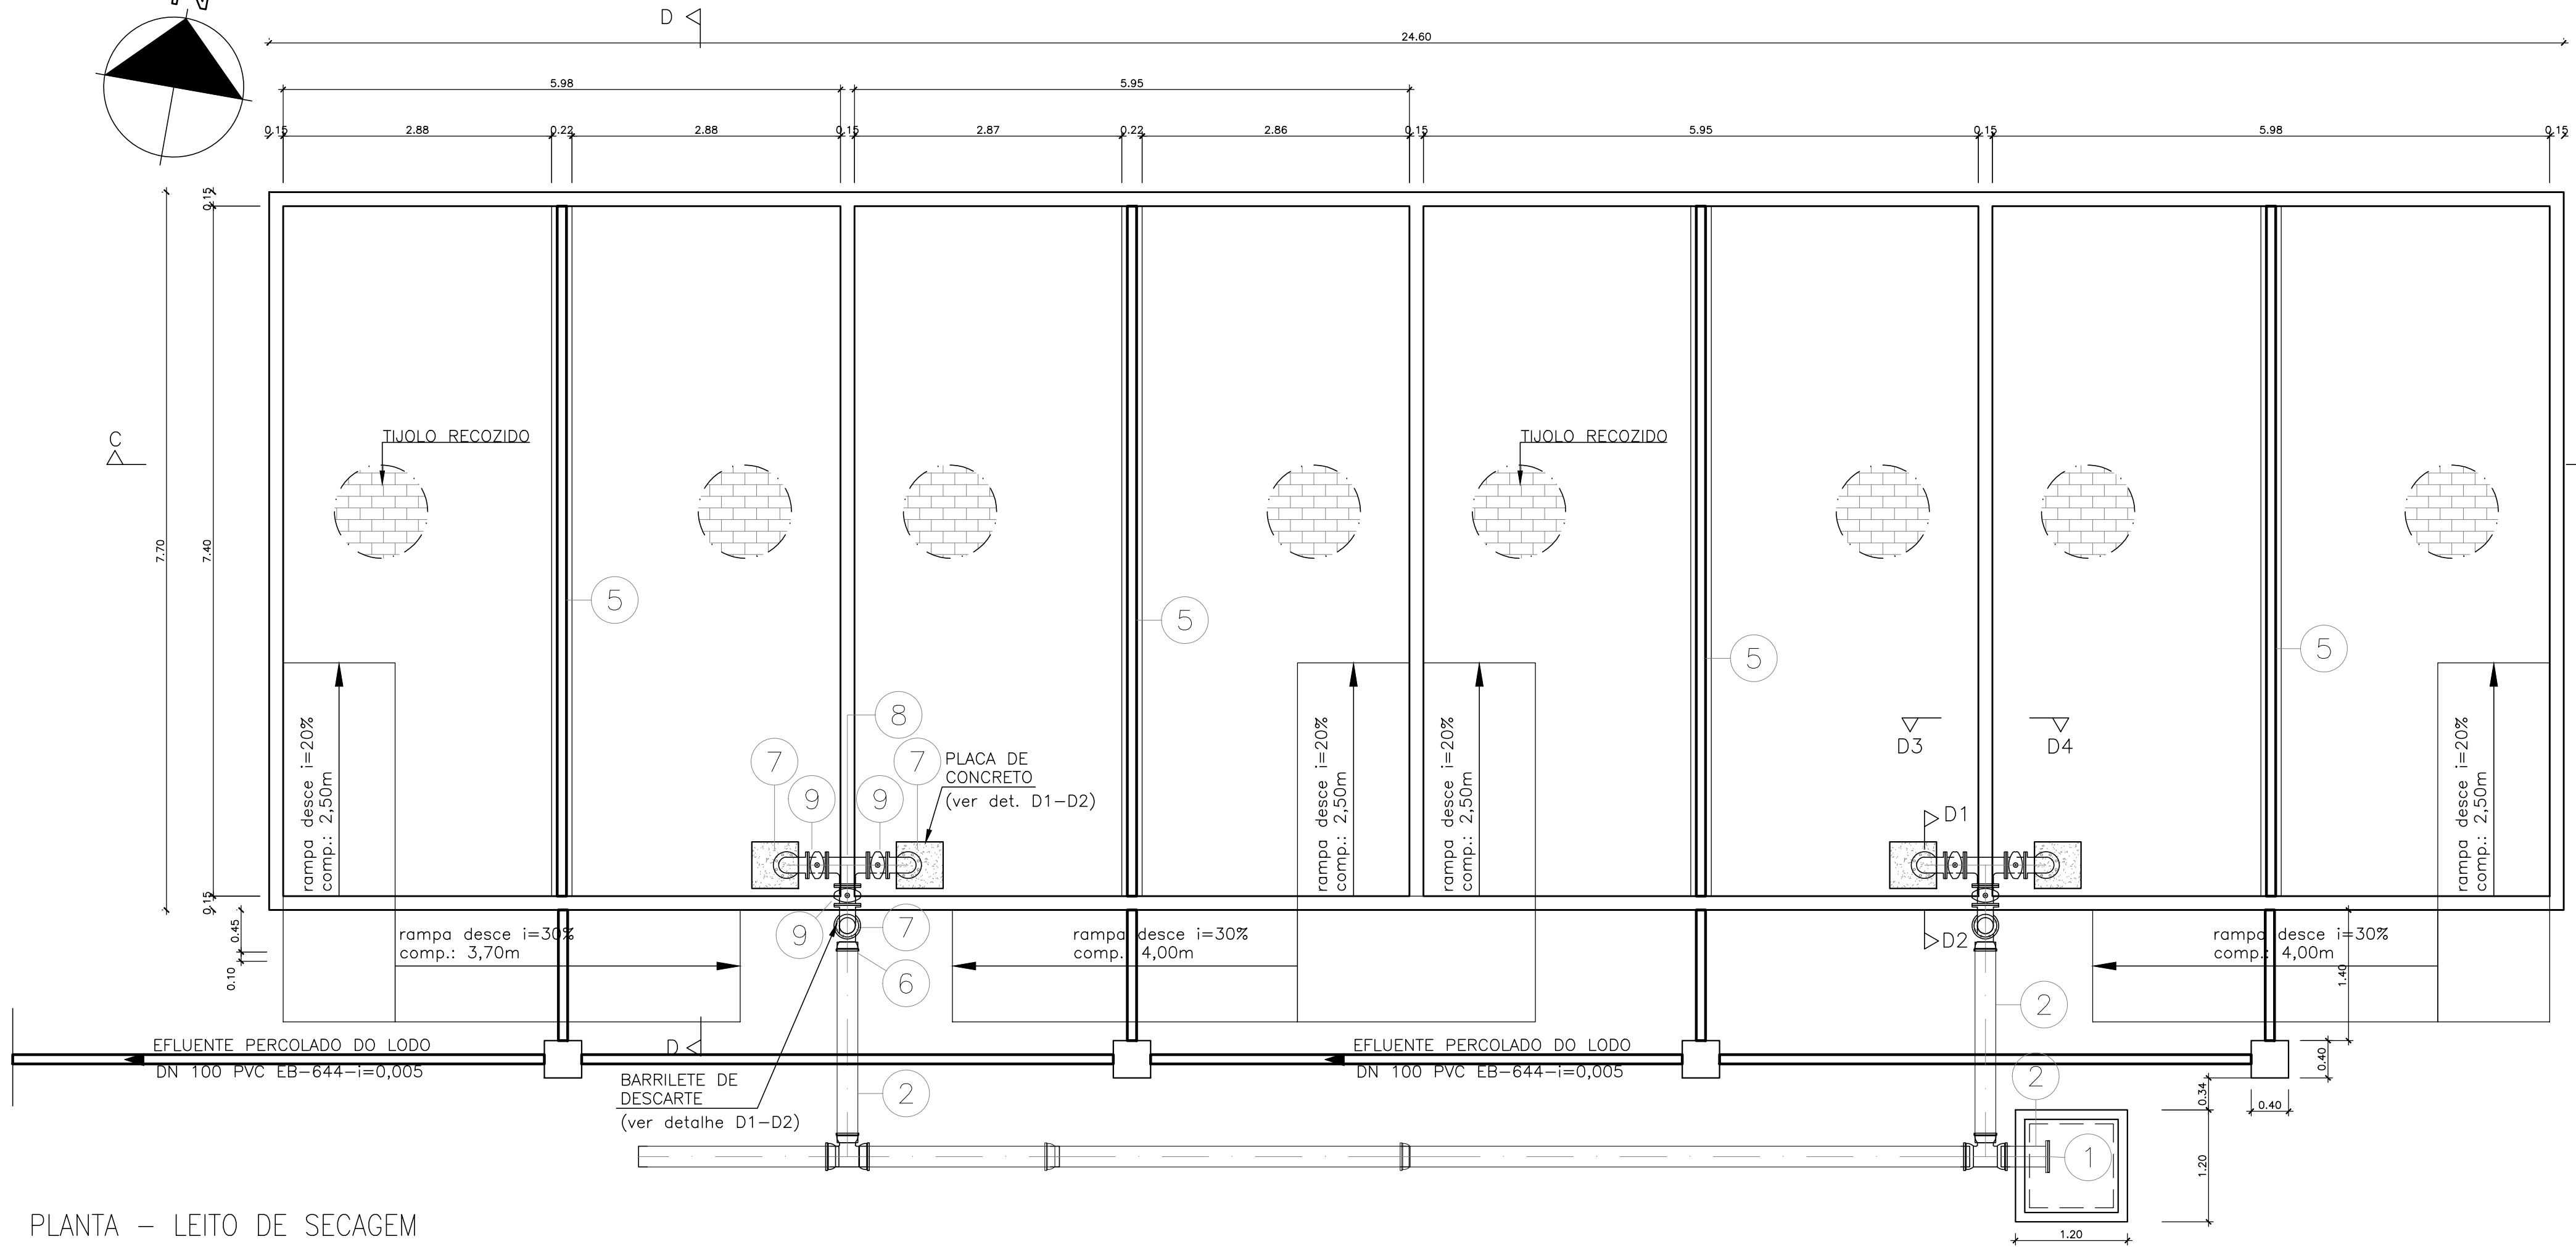 N
D
24.60
5.98
5.95
0.15
2.88
0.22
2.88
0.15
2.87
0.22
2.86
0.15
5.95
0.15
5.98
0.15
0.15
C
TIJOLO RECOZIDO
TIJOLO RECOZIDO
7.70
7.40
5
5
5
5
rampa desce i=20%
comp.: 2,50m
8
7
7
PLACA DE
CONCRETO
(ver det. D1-D2)
9
9
rampa desce i=20%
comp.: 2,50m
rampa desce i=20%
comp.: 2,50m
D3
D4
rampa desce i=20%
comp.: 2,50m
D1
0.15
0.45
0.10
rampa desce i=30%
comp.: 3,70m
9
7
6
rampa desce i=30%
comp.: 4,00m
D2
rampa desce i=30%
comp.: 4,00m
1.40
2
EFLUENTE PERCOLADO DO LODO
DN 100 PVC EB-644-i=0,005
D
EFLUENTE PERCOLADO DO LODO
DN 100 PVC EB-644-i=0,005
BARRILETE DE
DESCARTE
(ver detalhe D1-D2)
2
2
0.40
0.34
0.40
1
1.20
1.20
PLANTA - LEITO DE SECAGEM